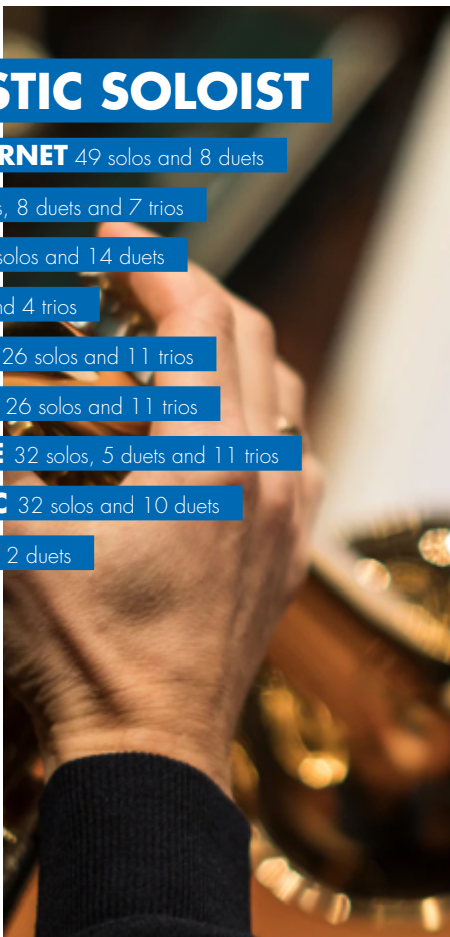 STIC SOLOIST
RNET 49 solos and 8 duets
s, 8 duets and 7 trios
solos and 14 duets
nd 4 trios
26 solos and 11 trios
26 solos and 11 trios
E 32 solos, 5 duets and 11 trios
C 32 solos and 10 duets
2 duets